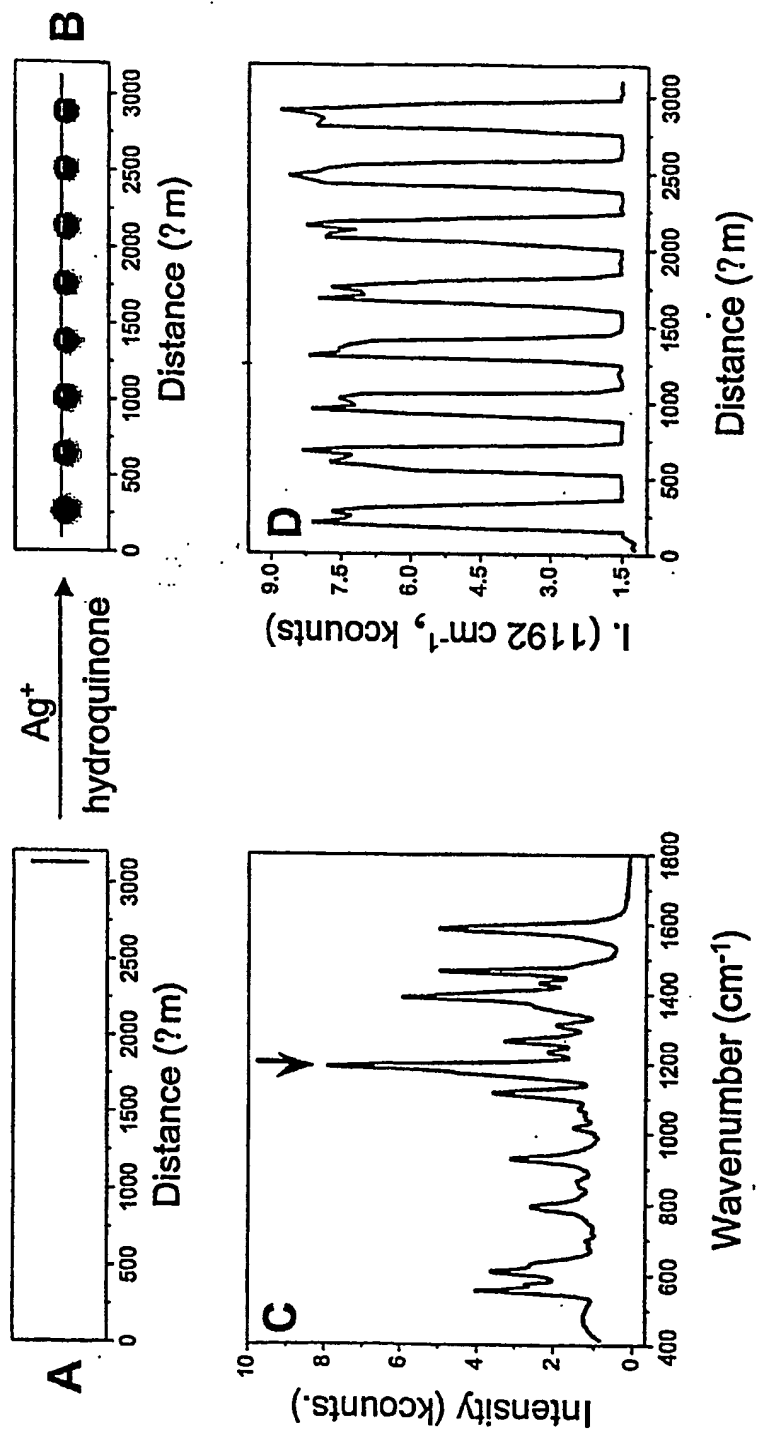 A
0 500 1000 1500 2000 2500 3000
Distance (?m)
Ag+
hydroquinone
B
0 500 1000 1500 2000 2500 3000
Distance (?m)
C
10
8
6
4
2
0
Intensity (kcounts.)
400 600 800 1000 1200 1400 1600 1800
Wavenumber (cm-1)
D
9.0
7.5
6.0
4.5
3.0
1.5
I. (1192 cm-1, kcounts)
0 500 1000 1500 2000 2500 3000
Distance (?m)